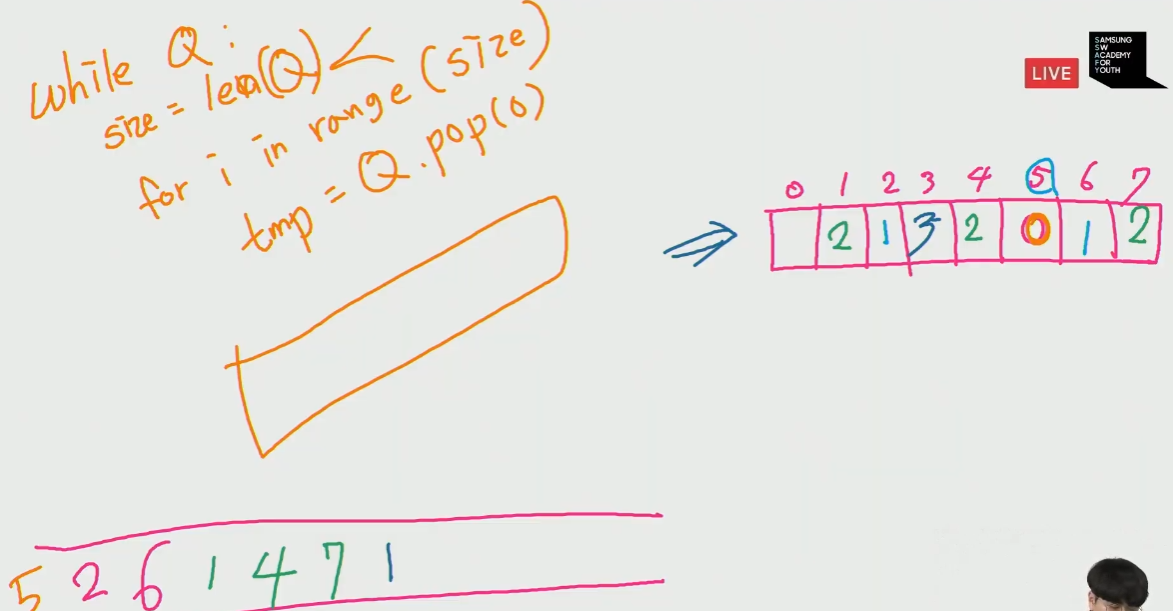 while Q:
size = len(Q) <
for i in range(size)
tmp = Q.pop(0)
LIVE
SAMSUNG
SW
ACADEMY
FOR
YOUTH
0 1 2 3 4 5 6 7
2 1 3 2 0 1 2
5 2 6 1 4 7 1